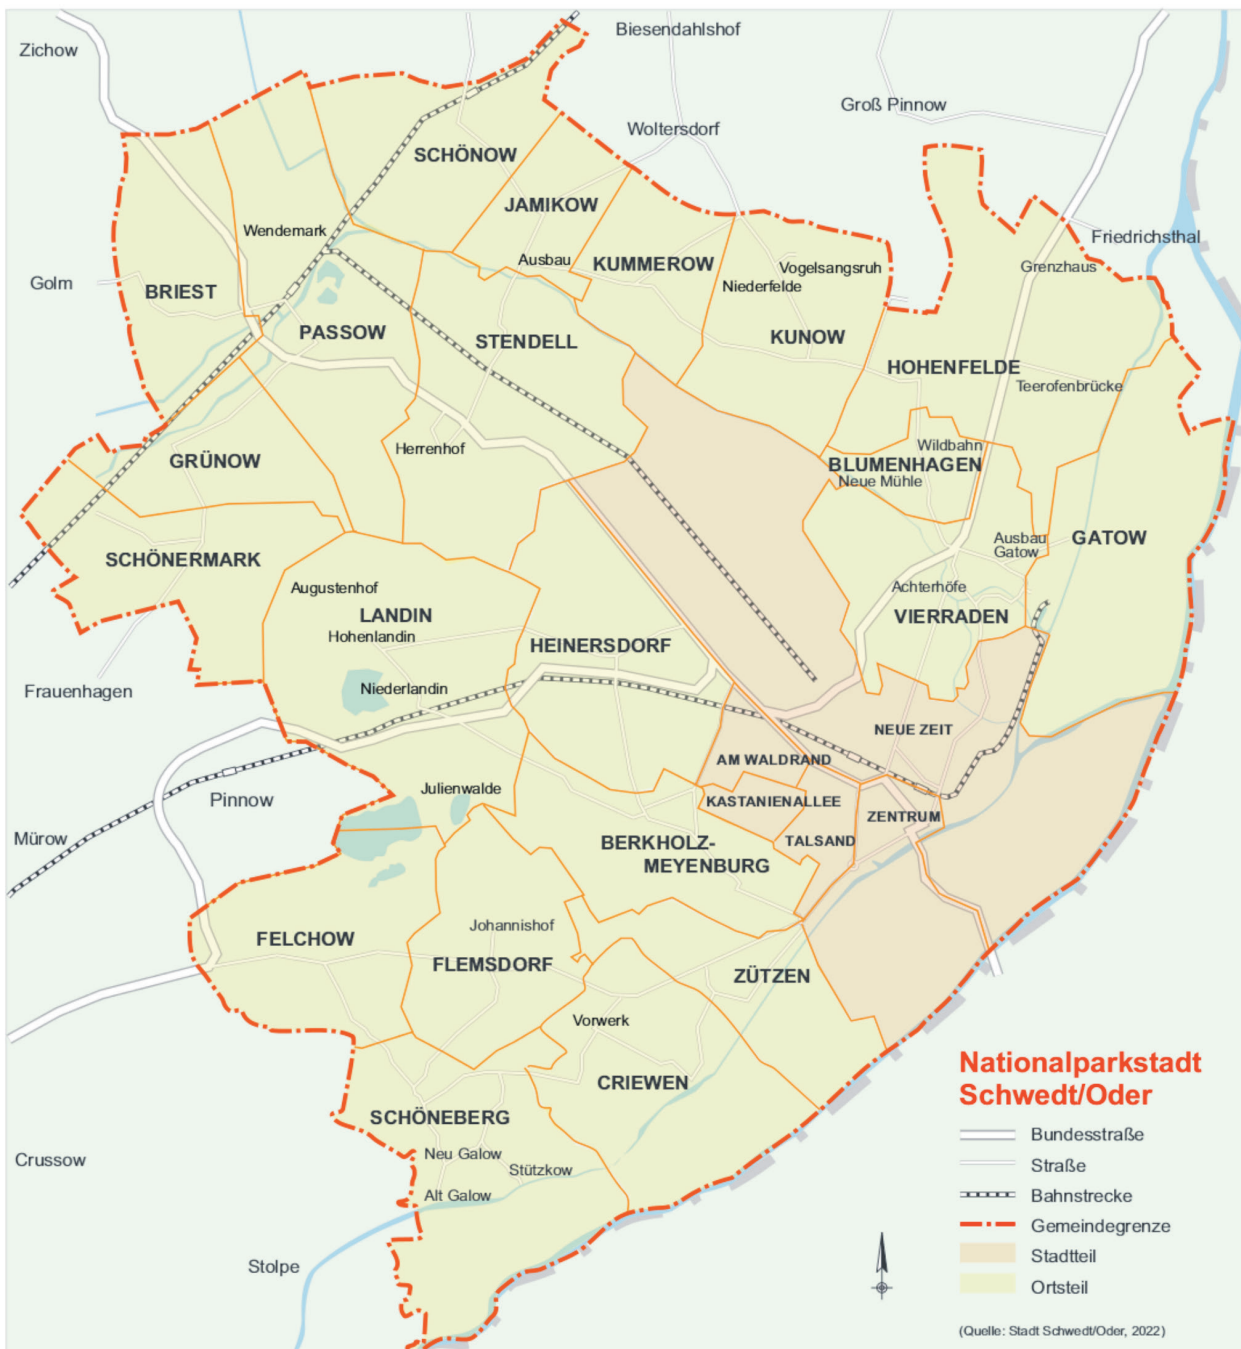 Biesendahlshof
Zichow
Groß Pinnow
Woltersdorf
SCHÖNOW
JAMIKOW
Wendemark
Friedrichsthal
Ausbau
KUMMEROW
Vogelsangsruh
Grenzhaus
Golm
BRIEST
Niederfelde
PASSOW
STENDELL
KUNOW
HOHENFELDE
Teerofenbrücke
Herrenhof
Wildbahn
GRÜNOW
BLUMENHAGEN
Neue Mühle
Ausbau
Gatow
GATOW
SCHÖNERMARK
Augustenhof
Achterhöfe
LANDIN
VIERRADEN
Hohenlandin
HEINERSDORF
Frauenhagen
Niederlandin
NEUE ZEIT
AM WALDRAND
Julienwalde
Pinnow
KASTANIENALLEE
ZENTRUM
Mürow
TALSAND
BERKHOLZ-
MEYENBURG
Johannishof
FELCHOW
FLEMSDORF
ZÜTZEN
Vorwerk
CRIEWEN
SCHÖNEBERG
Neu Galow
Stützkow
Crussow
Alt Galow
Stolpe
Nationalparkstadt
Schwedt/Oder
Bundesstraße
Straße
Bahnstrecke
Gemeindegrenze
Stadtteil
Ortsteil
(Quelle: Stadt Schwedt/Oder, 2022)